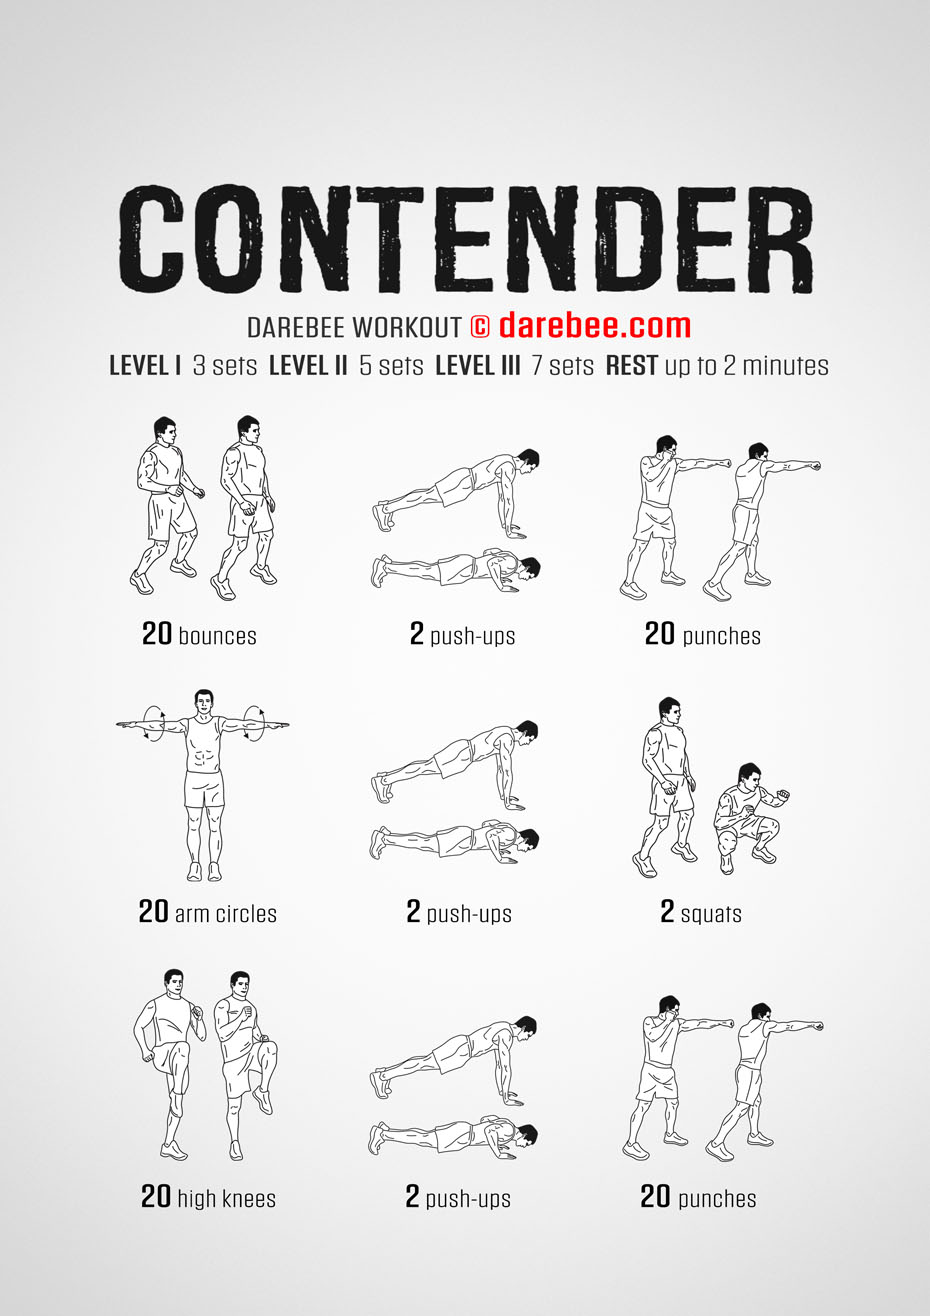 CONTENDER
DAREBEE WORKOUT © darebee.com
LEVEL I 3 sets LEVEL II 5 sets LEVEL III 7 sets REST up to 2 minutes
20 bounces
2 push-ups
20 punches
20 arm circles
2 push-ups
2 squats
20 high knees
2 push-ups
20 punches